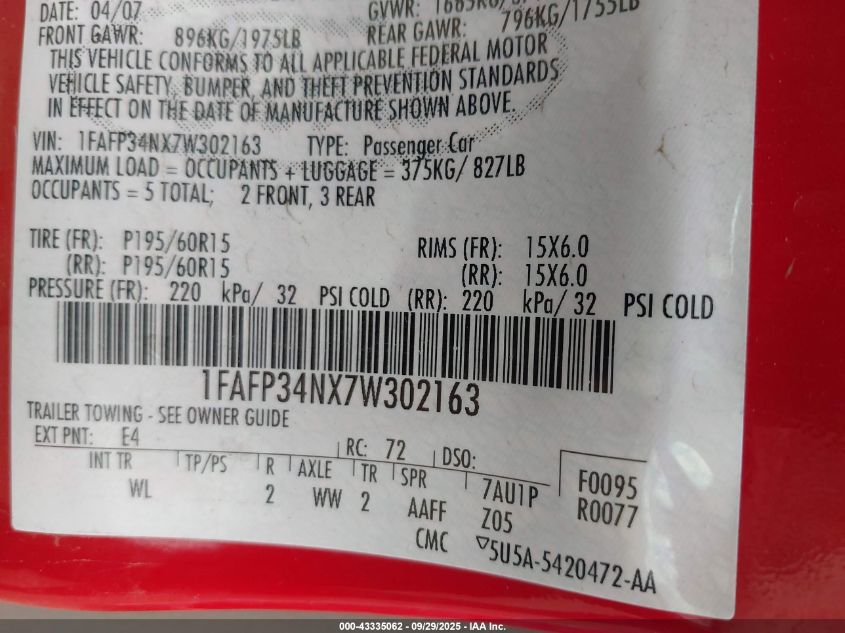 DATE: 04/07
GVWR:
FRONT GAWR: 896KG/1975LB REAR GAWR: 796KG/1755LB
THIS VEHICLE CONFORMS TO ALL APPLICABLE FEDERAL MOTOR
VEHICLE SAFETY, BUMPER, AND THEFT PREVENTION STANDARDS
IN EFFECT ON THE DATE OF MANUFACTURE SHOWN ABOVE.
VIN: 1FAFP34NX7W302163 TYPE: Passenger Car
MAXIMUM LOAD = OCCUPANTS + LUGGAGE = 375KG/ 827LB
OCCUPANTS = 5 TOTAL; 2 FRONT, 3 REAR
TIRE (FR): P195/60R15 RIMS (FR): 15X6.0
(RR): P195/60R15 (RR): 15X6.0
PRESSURE (FR): 220 kPa/ 32 PSI COLD (RR): 220 kPa/ 32 PSI COLD
1FAFP34NX7W302163
TRAILER TOWING - SEE OWNER GUIDE
EXT PNT: E4 RC: 72 DSO:
INT TR TP/PS R AXLE TR SPR 7AU1P F0095
WL 2 WW 2 AAFF Z05 R0077
CMC ▽5U5A-5420472-AA
000-43335062 - 09/29/2025 - IAA Inc.